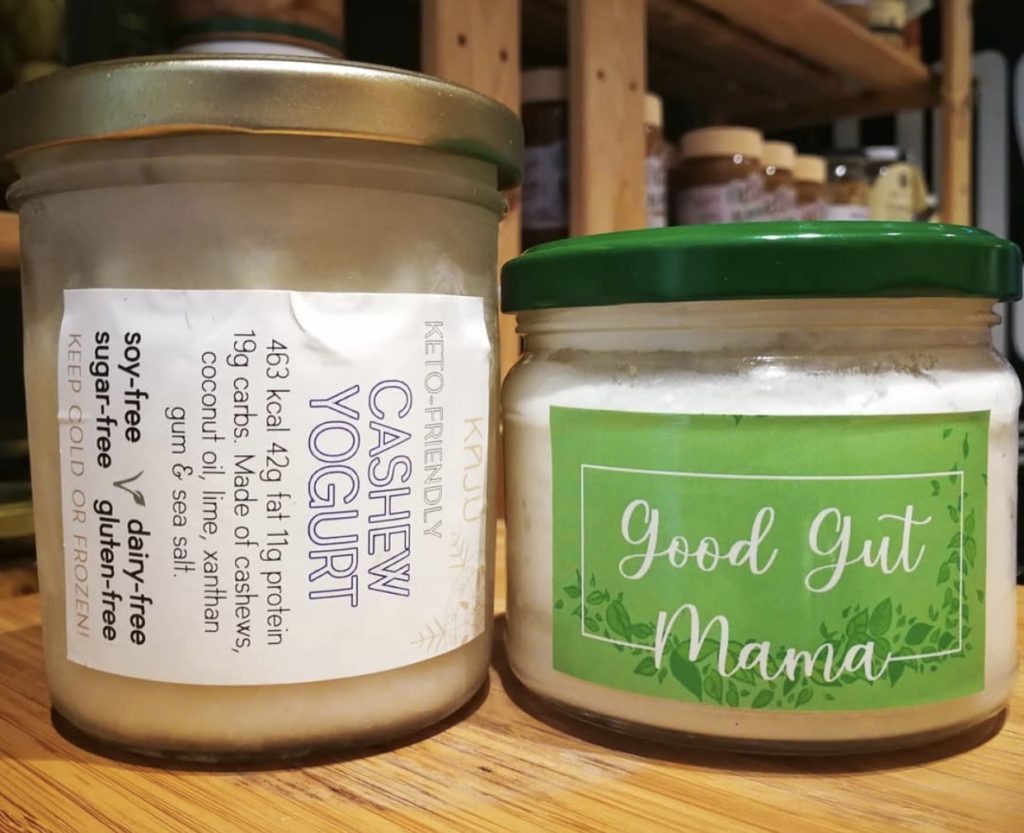 KAJU
KETO-FRIENDLY
CASHEW
YOGURT
463 kcal 42g fat 11g protein
19g carbs. Made of cashews,
coconut oil, lime, xanthan
gum & sea salt.
soy-free dairy-free
sugar-free gluten-free
KEEP COLD OR FROZEN!
Good Gut
Mama